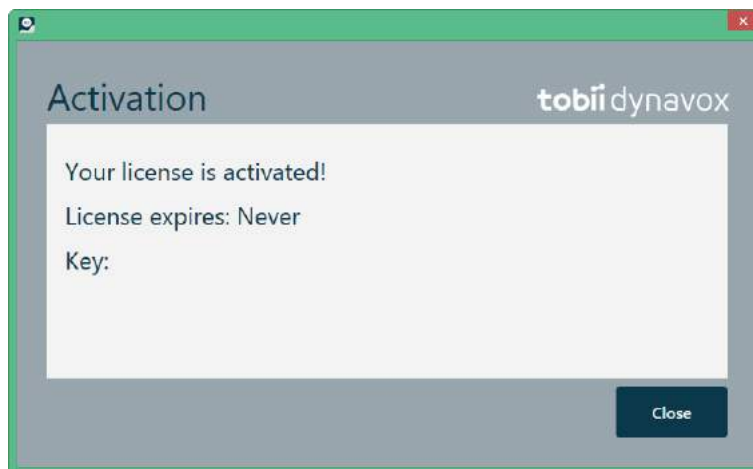 Activation
tobii dynavox
Your license is activated!
License expires: Never
Key:
Close